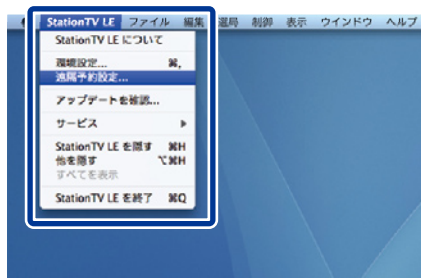 StationTV LE ファイル 編集 選局 制御 表示 ウインドウ ヘルプ
StationTV LE について
環境設定... ⌘,
遠隔予約設定...
アップデートを確認...
サービス ▶
StationTV LE を隠す ⌘H
他を隠す ⌥⌘H
すべてを表示
StationTV LE を終了 ⌘Q